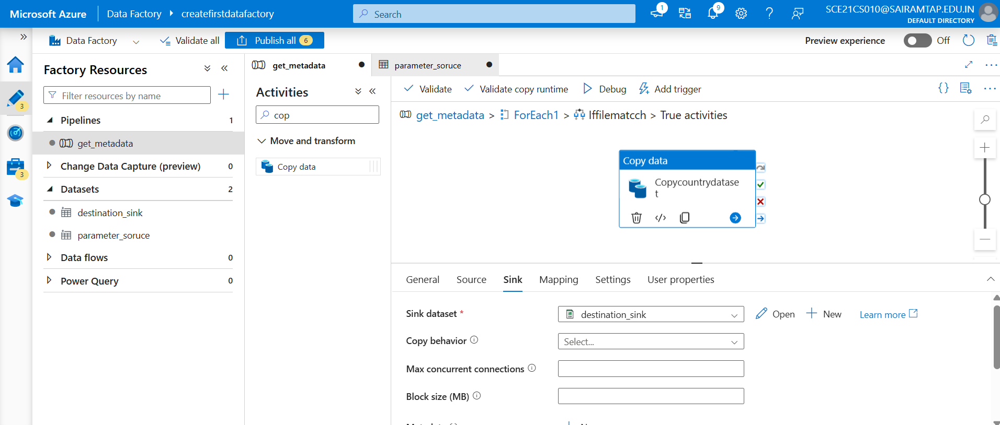 Microsoft Azure Data Factory createfirstdatafactory Search 1 9 SCE21CS010@SAIRAMTAP.EDU.IN
DEFAULT DIRECTORY
Data Factory Validate all Publish all 6 Preview experience Off
Factory Resources
Filter resources by name
3
Pipelines 1
get_metadata
Change Data Capture (preview) 0
3
Datasets 2
destination_sink
parameter_soruce
Data flows 0
Power Query 0
get_metadata parameter_soruce
Activities
cop
Move and transform
Copy data
Validate Validate copy runtime Debug Add trigger
get_metadata > ForEach1 > Iffilematcch > True activities
Copy data
Copycountrydatase
t
General Source Sink Mapping Settings User properties
Sink dataset * destination_sink Open New Learn more
Copy behavior Select...
Max concurrent connections
Block size (MB)